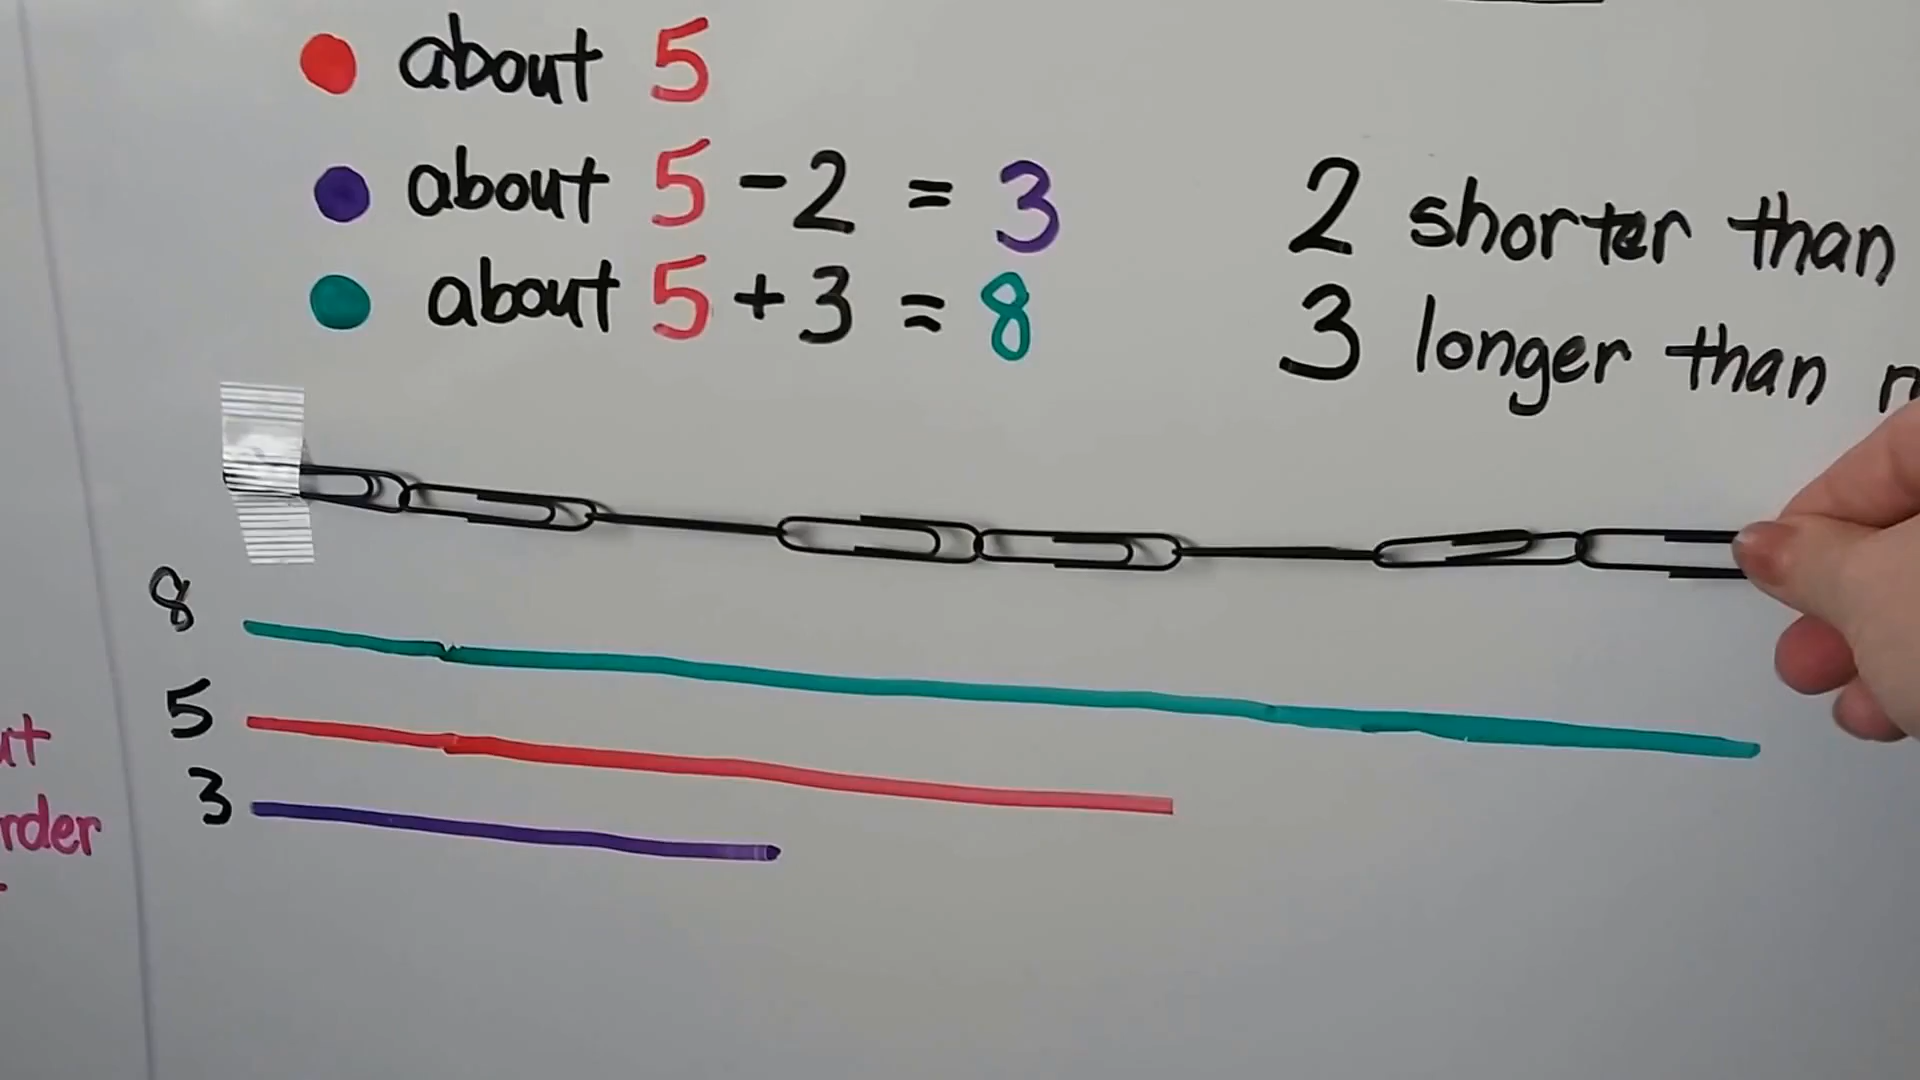 about 5
about 5 - 2 = 3
2 shorter than
about 5 + 3 = 8
3 longer than
8
5
3